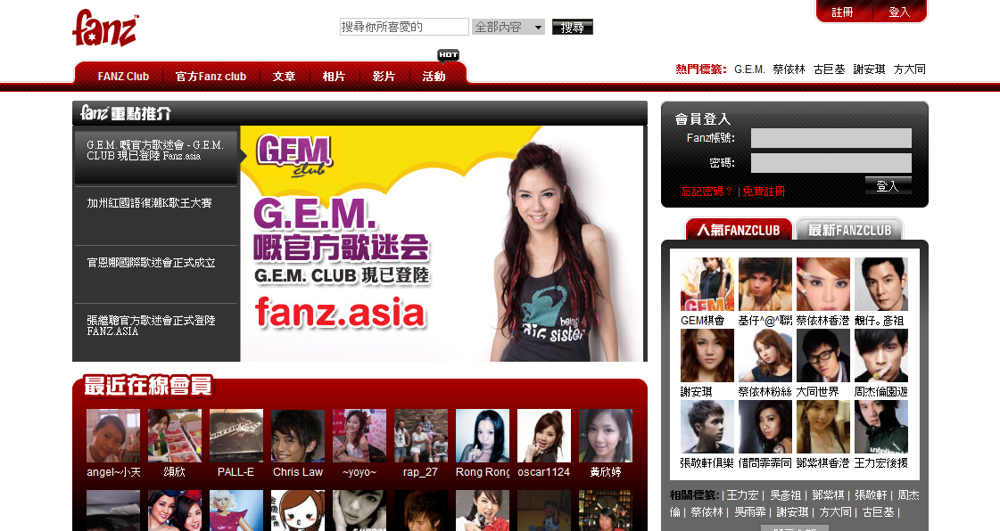 fanz™
搜尋你所喜愛的
全部內容
搜尋
註冊
登入
HOT
FANZ Club
官方Fanz club
文章
相片
影片
活動
熱門標籤: G.E.M. 蔡依林 古巨基 謝安琪 方大同
fanz 重點推介
G.E.M. 嘅官方歌迷會 - G.E.M.
CLUB 現已登陸 Fanz.asia
加州紅國語復潮K歌王大賽
官恩娜國際歌迷會正式成立
張繼聰官方歌迷會正式登陸
FANZ.ASIA
GEM
club
G.E.M.
嘅官方歌迷会
G.E.M. CLUB 現已登陸
fanz.asia
being
BIG sister
會員登入
Fanz帳號:
密碼:
忘記密碼？ | 免費註冊
登入
人氣FANZCLUB
最新FANZCLUB
GEM棋會
基仔^@^聯
蔡依林香港
靚仔。彥祖
謝安琪
蔡依林粉絲
大同世界
周杰倫園遊
張敬軒俱樂
借問霏霏同
鄧紫棋香港
王力宏後援
相關標籤: | 王力宏 | 吳彥祖 | 鄧紫棋 | 張敬軒 | 周杰
倫 | 蔡依林 | 吳雨霏 | 謝安琪 | 方大同 | 古巨基 |
最近在線會員
angel~小天
頌欣
PALL-E
Chris Law
~yoyo~
rap_27
Rong Rong
oscar1124
黃欣婷